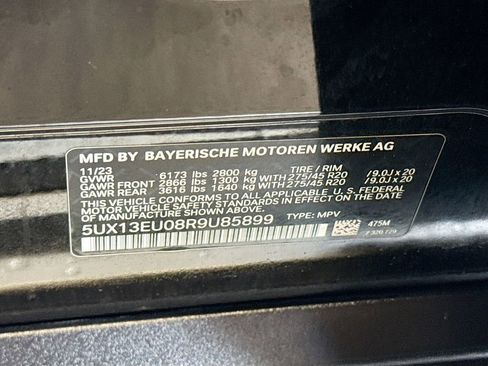 MFD BY BAYERISCHE MOTOREN WERKE AG
11/23 TIRE / RIM
GVWR 6173 lbs 2800 kg
GAWR FRONT 2866 lbs 1300 kg WITH 275/45 R20 /9.0J x 20
GAWR REAR 3616 lbs 1640 kg WITH 275/45 R20 /9.0J x 20
THIS VEHICLE CONFORMS TO ALL APPLICABLE U.S. FEDERAL
MOTOR VEHICLE SAFETY STANDARDS IN EFFECT ON THE
DATE OF MANUFACTURE SHOWN ABOVE.
5UX13EU08R9U85899 TYPE: MPV
475M